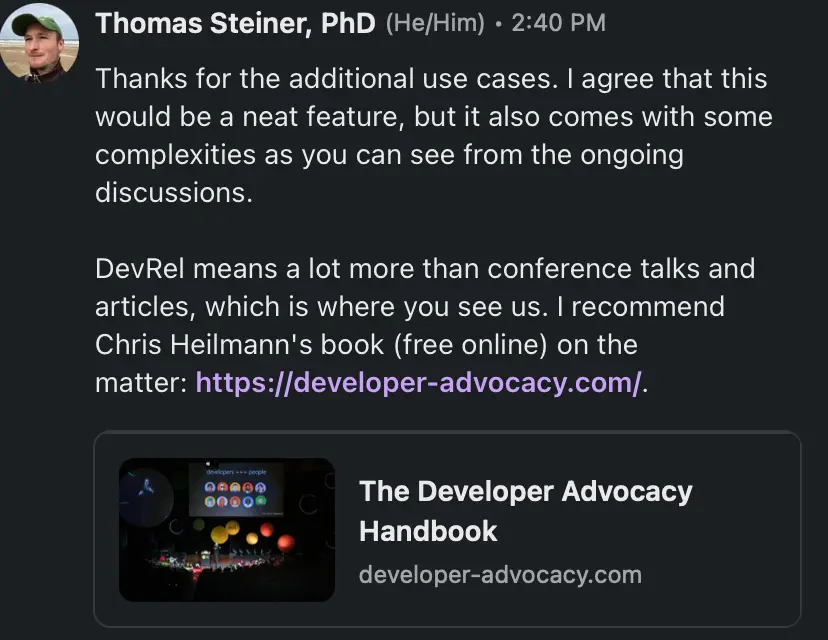 Thomas Steiner, PhD (He/Him) • 2:40 PM
Thanks for the additional use cases. I agree that this
would be a neat feature, but it also comes with some
complexities as you can see from the ongoing
discussions.
DevRel means a lot more than conference talks and
articles, which is where you see us. I recommend
Chris Heilmann's book (free online) on the
matter: https://developer-advocacy.com/.
developers === people
The Developer Advocacy
Handbook
developer-advocacy.com